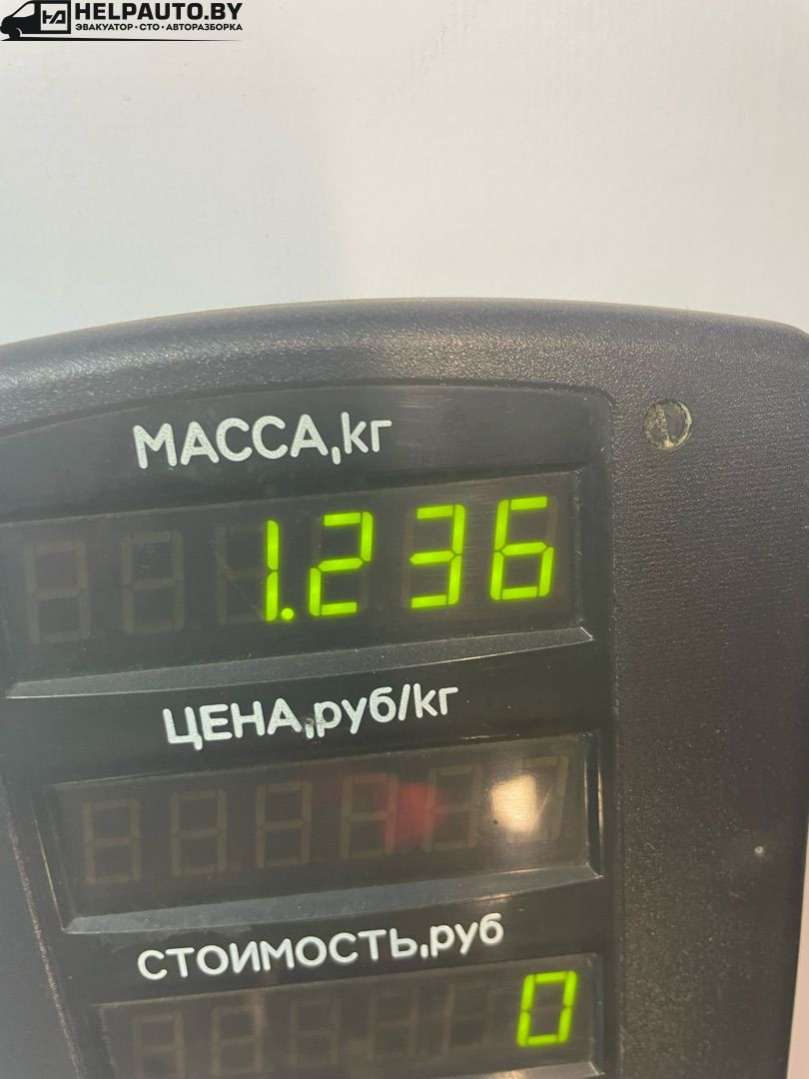 HELPAUTO.BY
ЭВАКУАТОР • СТО • АВТОРАЗБОРКА
МАССА,кг
1.236
ЦЕНА,руб/кг
СТОИМОСТЬ,руб
0